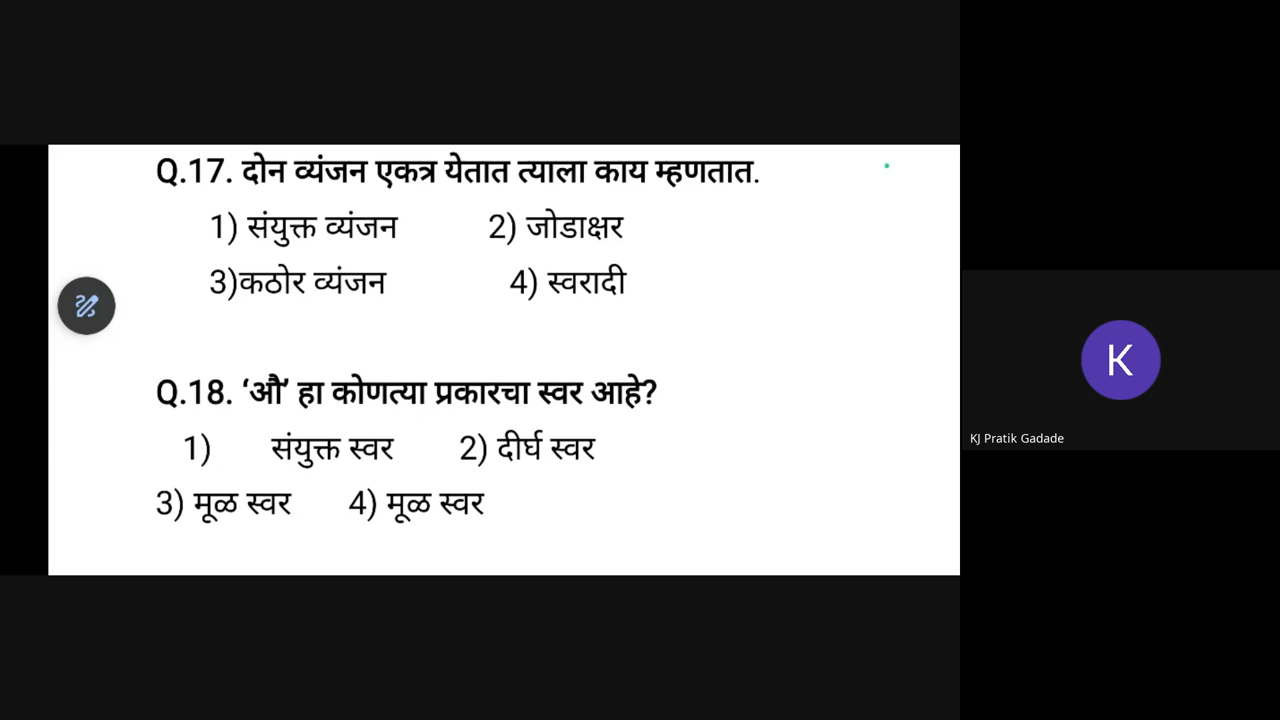 Q.17. दोन व्यंजन एकत्र येतात त्याला काय म्हणतात.
1) संयुक्त व्यंजन 2) जोडाक्षर
3)कठोर व्यंजन 4) स्वरादी
Q.18. ‘औ’ हा कोणत्या प्रकारचा स्वर आहे?
1) संयुक्त स्वर 2) दीर्घ स्वर
3) मूळ स्वर 4) मूळ स्वर
K
KJ Pratik Gadade